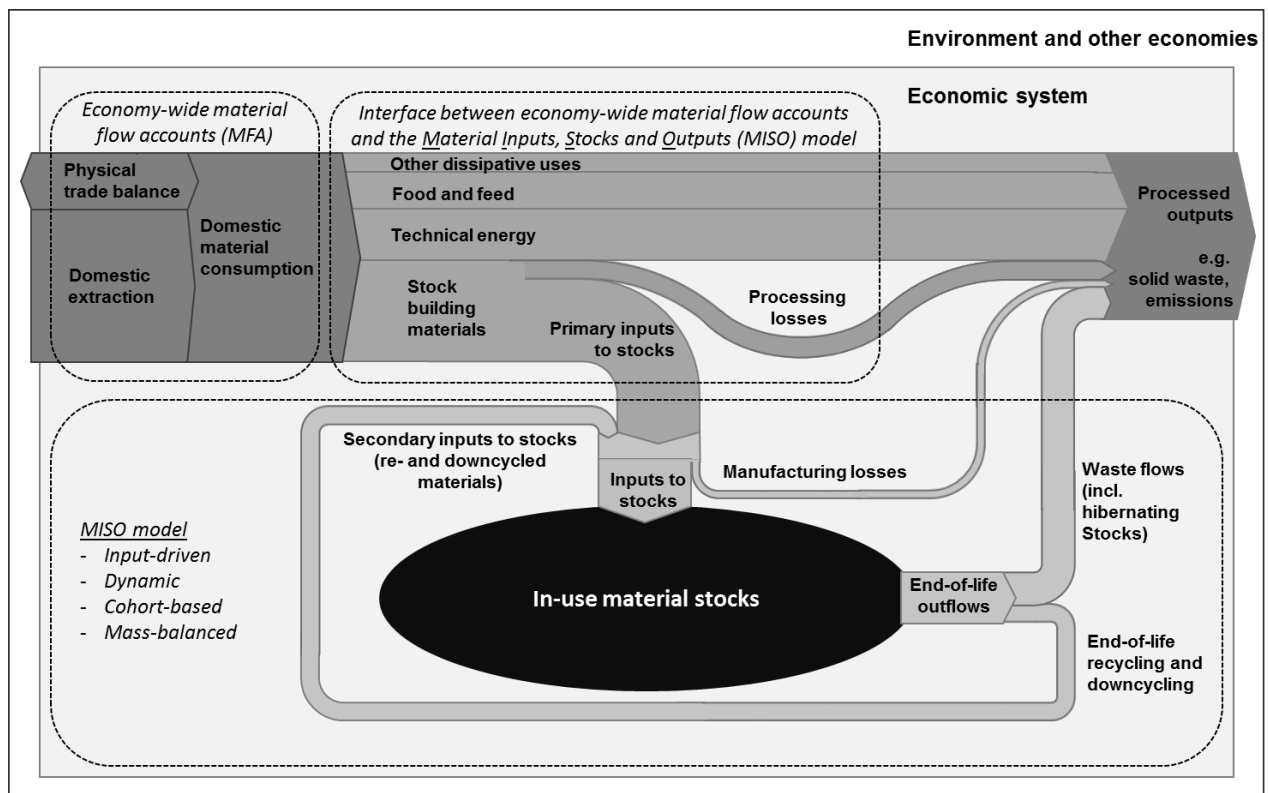 Environment and other economies
Economic system
Economy-wide material
flow accounts (MFA)
Interface between economy-wide material flow accounts
and the Material Inputs, Stocks and Outputs (MISO) model
Physical
trade balance
Domestic
extraction
Domestic
material
consumption
Other dissipative uses
Food and feed
Technical energy
Stock
building
materials
Primary inputs
to stocks
Processing
losses
Processed
outputs
e.g.
solid waste,
emissions
Secondary inputs to stocks
(re- and downcycled
materials)
Inputs to
stocks
Manufacturing losses
Waste flows
(incl.
hibernating
Stocks)
MISO model
- Input-driven
- Dynamic
- Cohort-based
- Mass-balanced
In-use material stocks
End-of-life
outflows
End-of-life
recycling and
downcycling